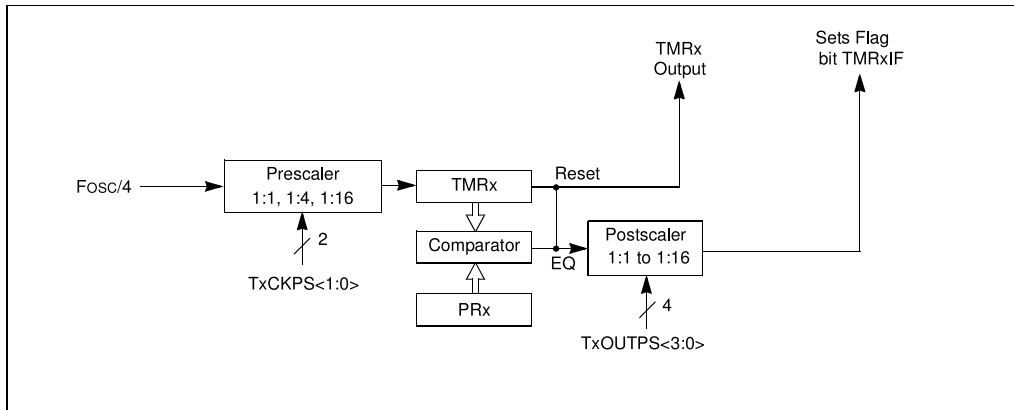 TMRx
Output
Sets Flag
bit TMRxIF
FOSC/4
Prescaler
1:1, 1:4, 1:16
2
TxCKPS<1:0>
TMRx
Reset
Comparator
EQ
PRx
Postscaler
1:1 to 1:16
4
TxOUTPS<3:0>